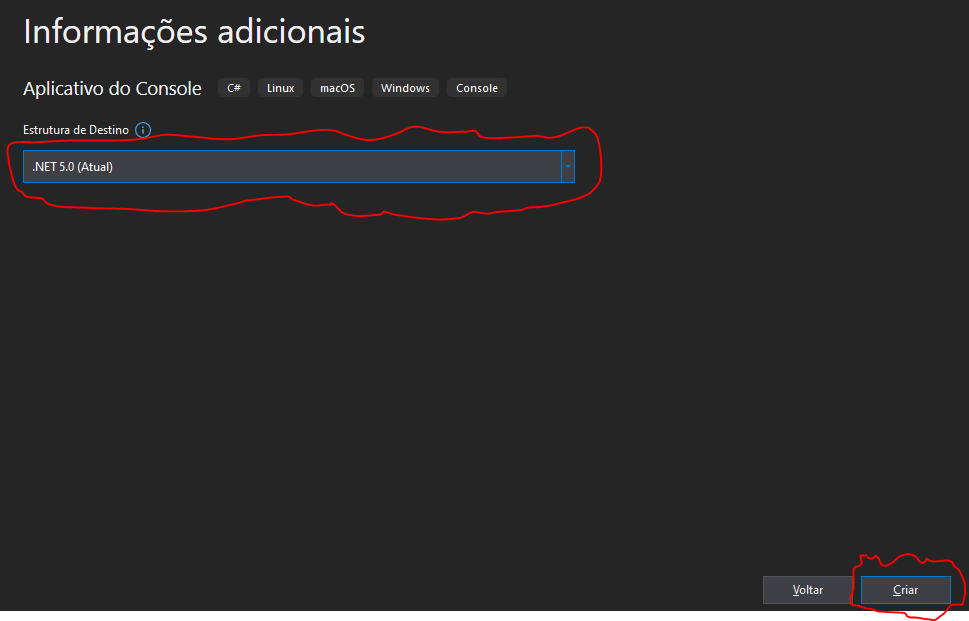 Informações adicionais
Aplicativo do Console C# Linux macOS Windows Console
Estrutura de Destino
.NET 5.0 (Atual)
Voltar Criar